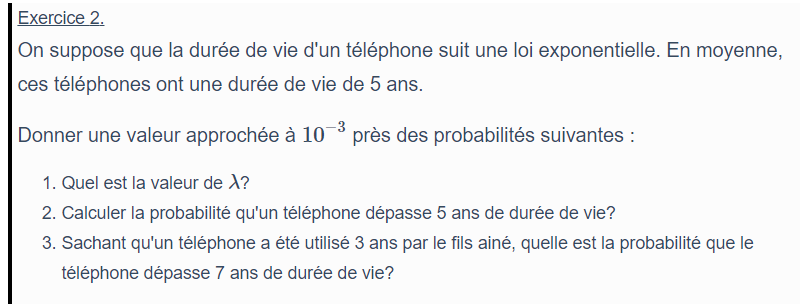 Exercice 2.
On suppose que la durée de vie d'un téléphone suit une loi exponentielle. En moyenne,
ces téléphones ont une durée de vie de 5 ans.
Donner une valeur approchée à 10⁻³ près des probabilités suivantes :
1. Quel est la valeur de λ?
2. Calculer la probabilité qu'un téléphone dépasse 5 ans de durée de vie?
3. Sachant qu'un téléphone a été utilisé 3 ans par le fils ainé, quelle est la probabilité que le
téléphone dépasse 7 ans de durée de vie?